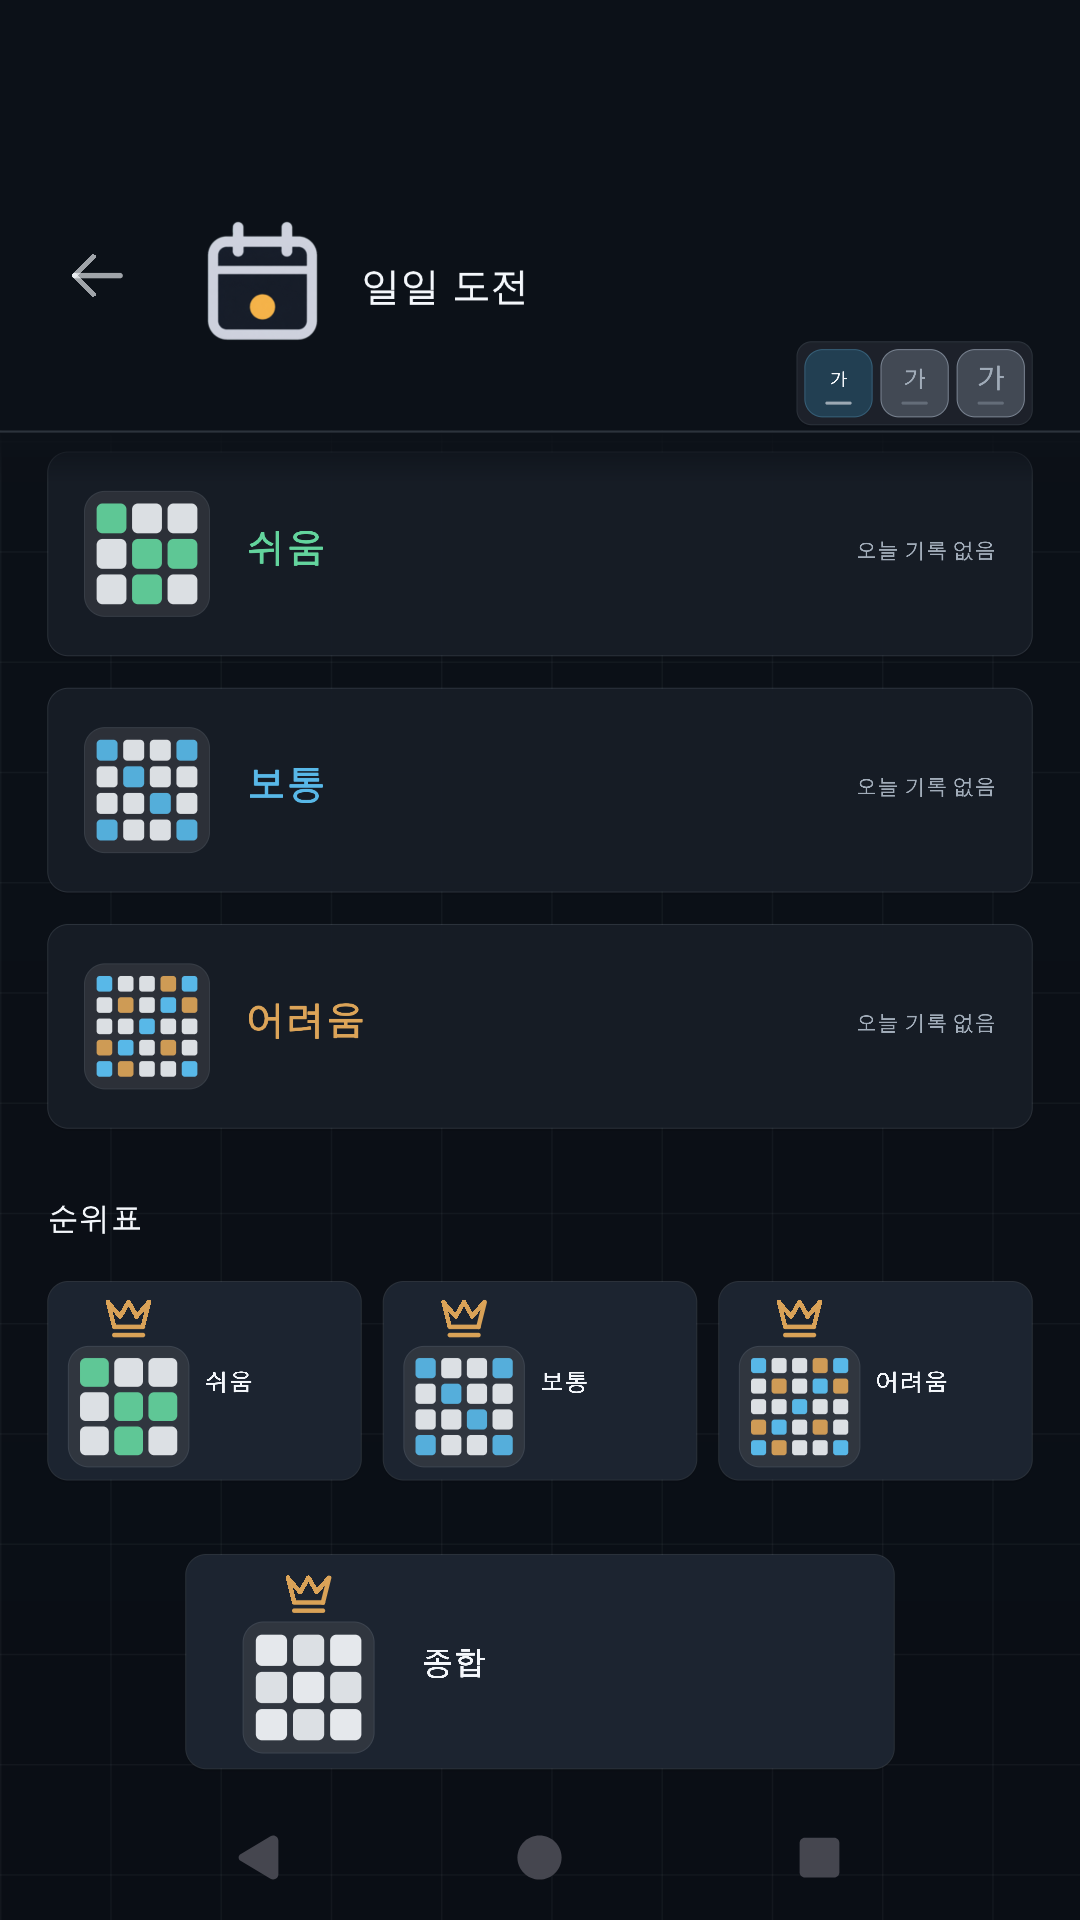 일일 도전
가 가 가
쉬움 오늘 기록 없음
보통 오늘 기록 없음
어려움 오늘 기록 없음
순위표
쉬움 보통 어려움
종합